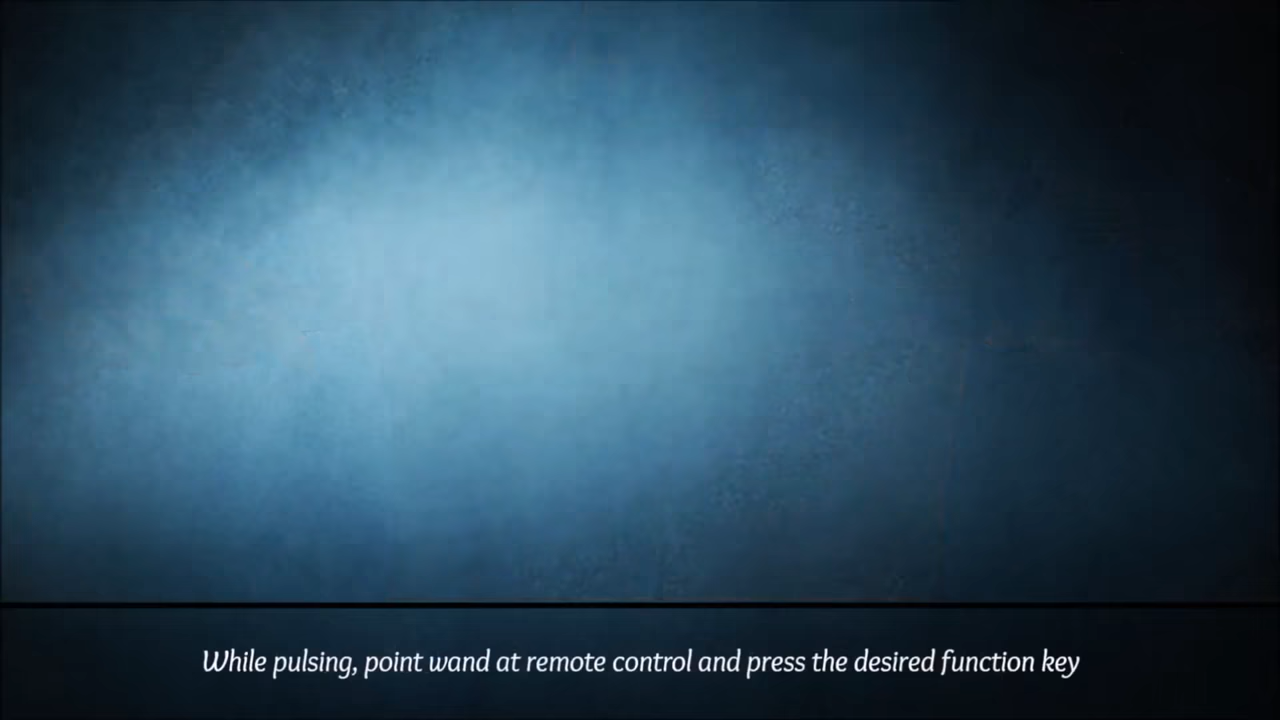 While pulsing, point wand at remote control and press the desired function key